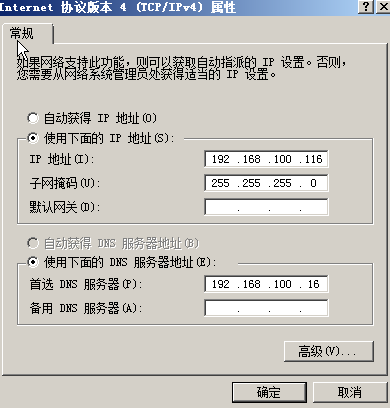 Internet 协议版本 4 (TCP/IPv4) 属性
常规
如果网络支持此功能，则可以获取自动指派的 IP 设置。否则，
您需要从网络系统管理员处获得适当的 IP 设置。
自动获得 IP 地址(O)
使用下面的 IP 地址(S):
IP 地址(I): 192 .168 .100 .116
子网掩码(U): 255 .255 .255 . 0
默认网关(D): . . .
自动获得 DNS 服务器地址(B)
使用下面的 DNS 服务器地址(E):
首选 DNS 服务器(P): 192 .168 .100 . 16
备用 DNS 服务器(A): . . .
高级(V)...
确定 取消